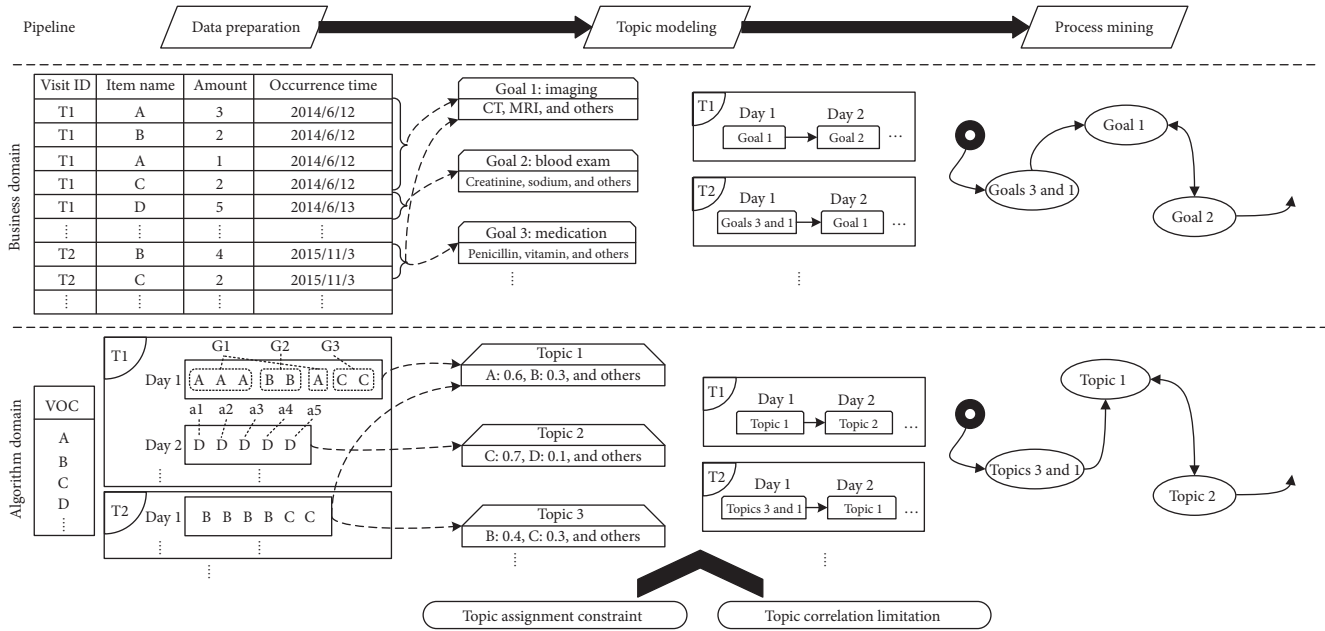 Pipeline
Data preparation
Topic modeling
Process mining
Business domain
Visit ID Item name Amount Occurrence time
T1 A 3 2014/6/12
T1 B 2 2014/6/12
T1 A 1 2014/6/12
T1 C 2 2014/6/12
T1 D 5 2014/6/13
T2 B 4 2015/11/3
T2 C 2 2015/11/3
Goal 1: imaging
CT, MRI, and others
Goal 2: blood exam
Creatinine, sodium, and others
Goal 3: medication
Penicillin, vitamin, and others
T1
Day 1 Day 2
Goal 1 Goal 2 ...
T2
Day 1 Day 2
Goals 3 and 1 Goal 1 ...
Goal 1
Goals 3 and 1
Goal 2
Algorithm domain
VOC
A
B
C
D
T1
G1 G2 G3
Day 1 A A A B B A C C
a1 a2 a3 a4 a5
Day 2 D D D D D
T2
Day 1 B B B B C C
Topic 1
A: 0.6, B: 0.3, and others
Topic 2
C: 0.7, D: 0.1, and others
Topic 3
B: 0.4, C: 0.3, and others
T1
Day 1 Day 2
Topic 1 Topic 2 ...
T2
Day 1 Day 2
Topics 3 and 1 Topic 1 ...
Topic 1
Topics 3 and 1
Topic 2
Topic assignment constraint
Topic correlation limitation